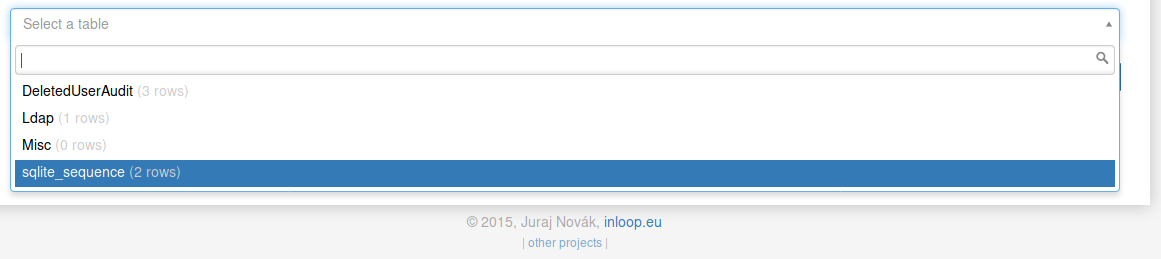 Select a table
DeletedUserAudit (3 rows)
Ldap (1 rows)
Misc (0 rows)
sqlite_sequence (2 rows)
© 2015, Juraj Novák, inloop.eu
| other projects |